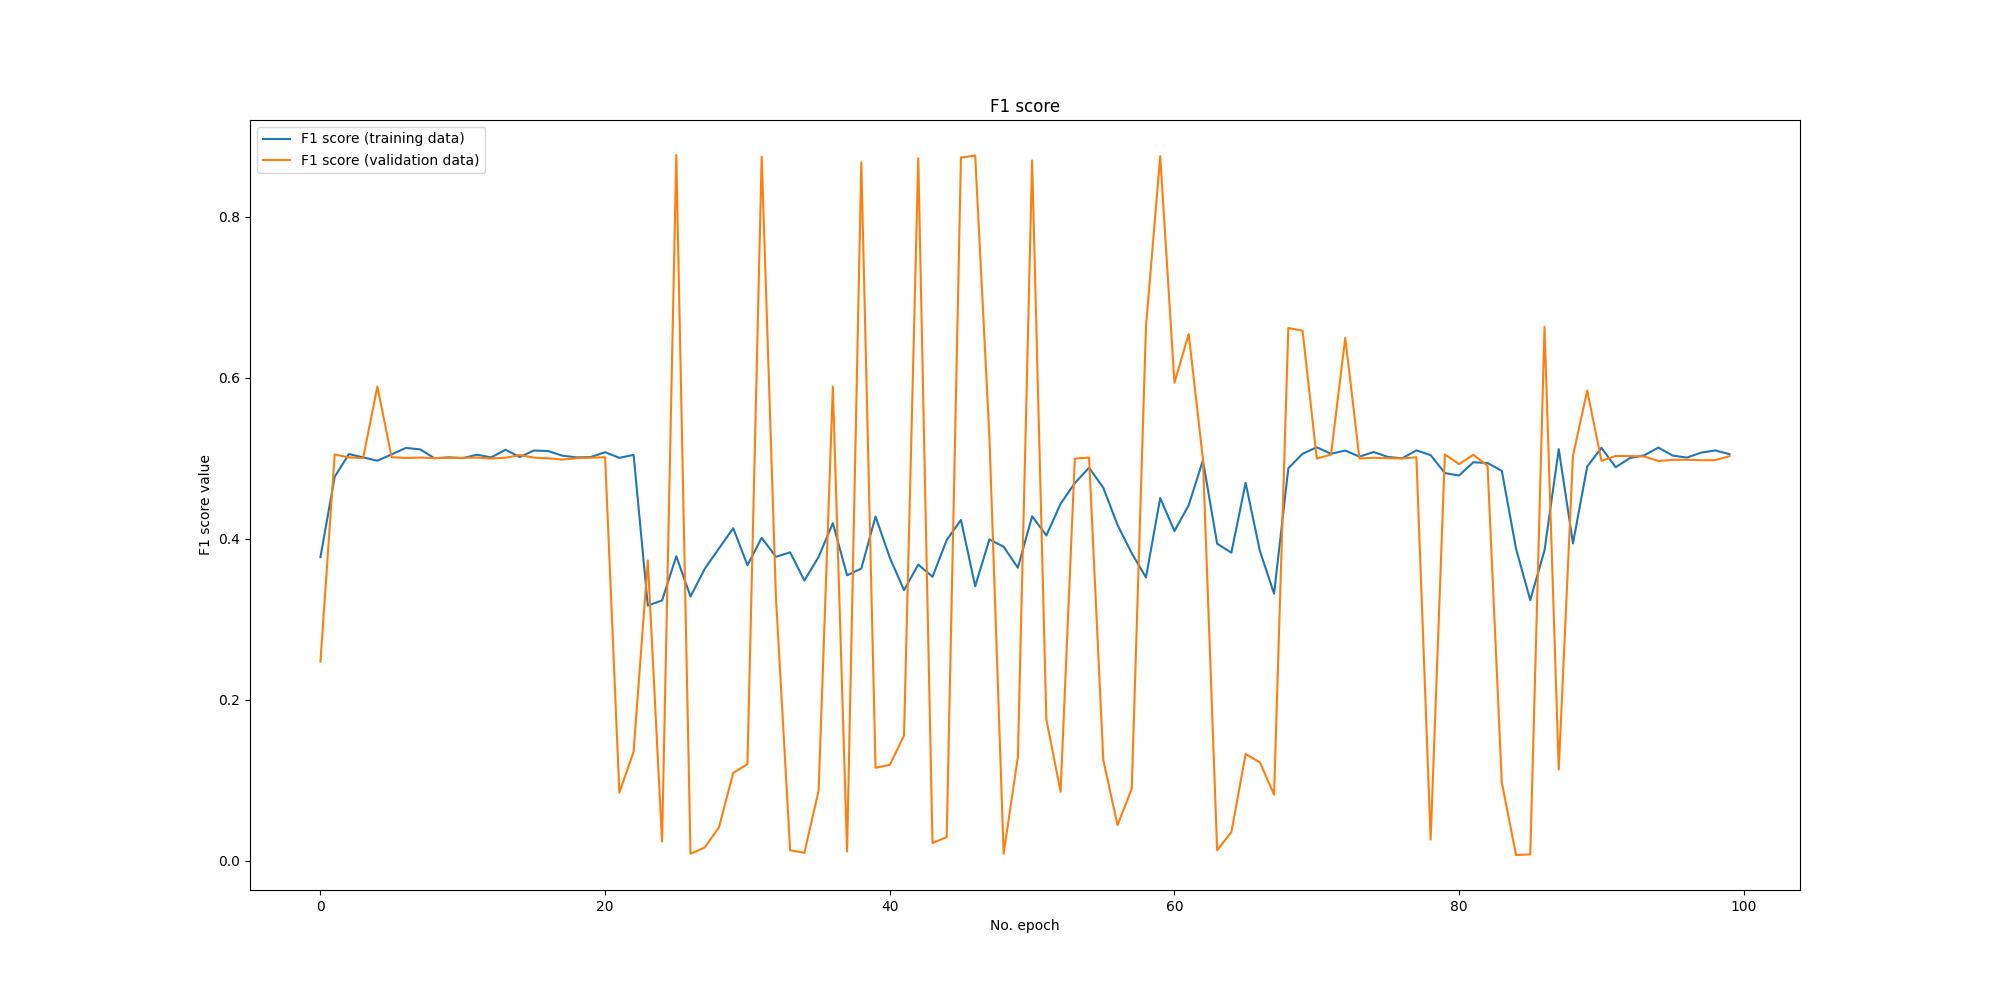 F1 score
F1 score (training data)
F1 score (validation data)
F1 score value
0.8
0.6
0.4
0.2
0.0
0 20 40 60 80 100
No. epoch